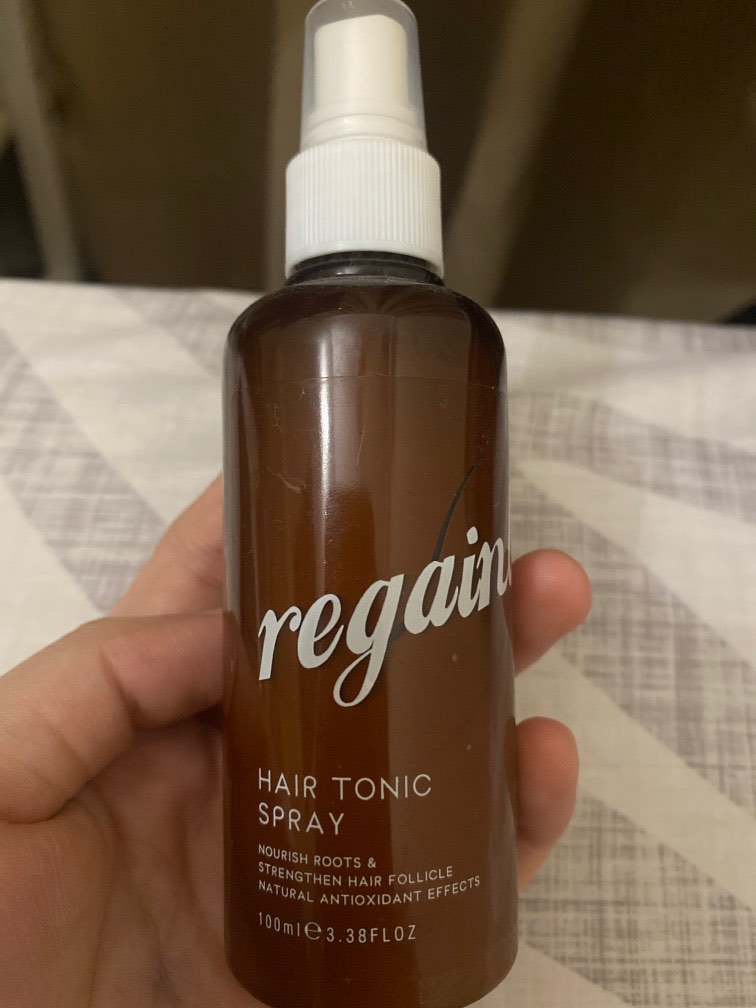 regain.
HAIR TONIC
SPRAY
NOURISH ROOTS &
STRENGTHEN HAIR FOLLICLE
NATURAL ANTIOXIDANT EFFECTS
100ml℮3.38FLOZ